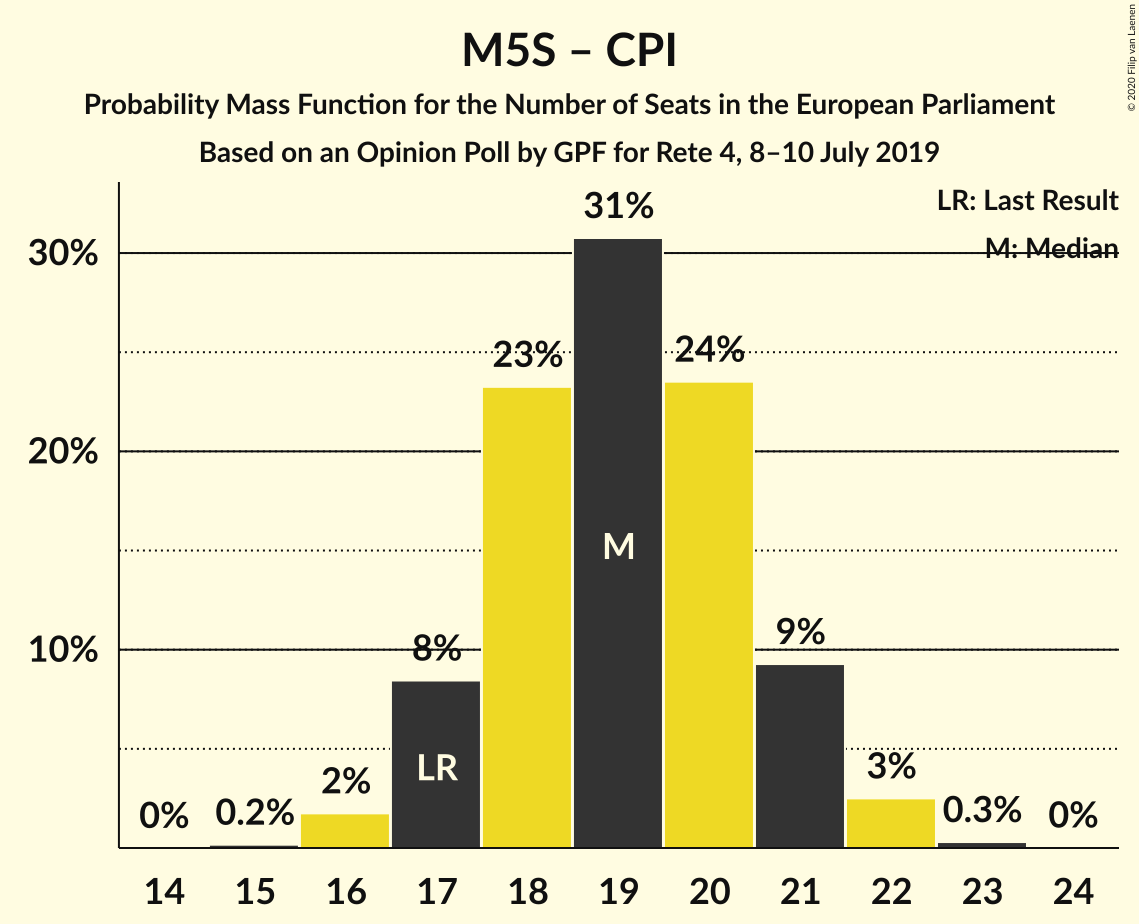 M5S – CPI
Probability Mass Function for the Number of Seats in the European Parliament
Based on an Opinion Poll by GPF for Rete 4, 8–10 July 2019
© 2020 Filip van Laenen
LR: Last Result
M: Median
30%
20%
10%
0%
0.2%
2%
8%
23%
31%
24%
9%
3%
0.3%
0%
LR
M
14 15 16 17 18 19 20 21 22 23 24